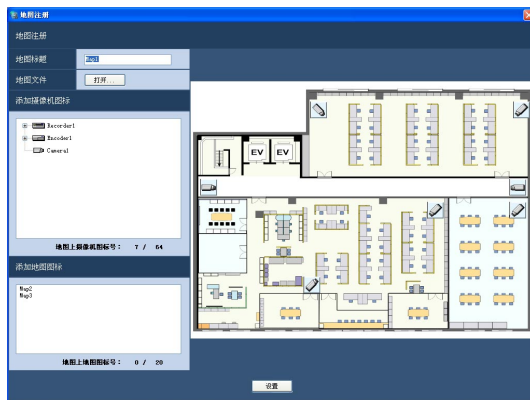 地图注册
地图注册
地图标题 Map1
地图文件 打开...
添加摄像机图标
Recorder1
Encoder1
Camera1
地图上摄像机图标号: 7 / 64
添加地图图标
Map2
Map3
地图上地图图标号: 0 / 20
EV EV
设置